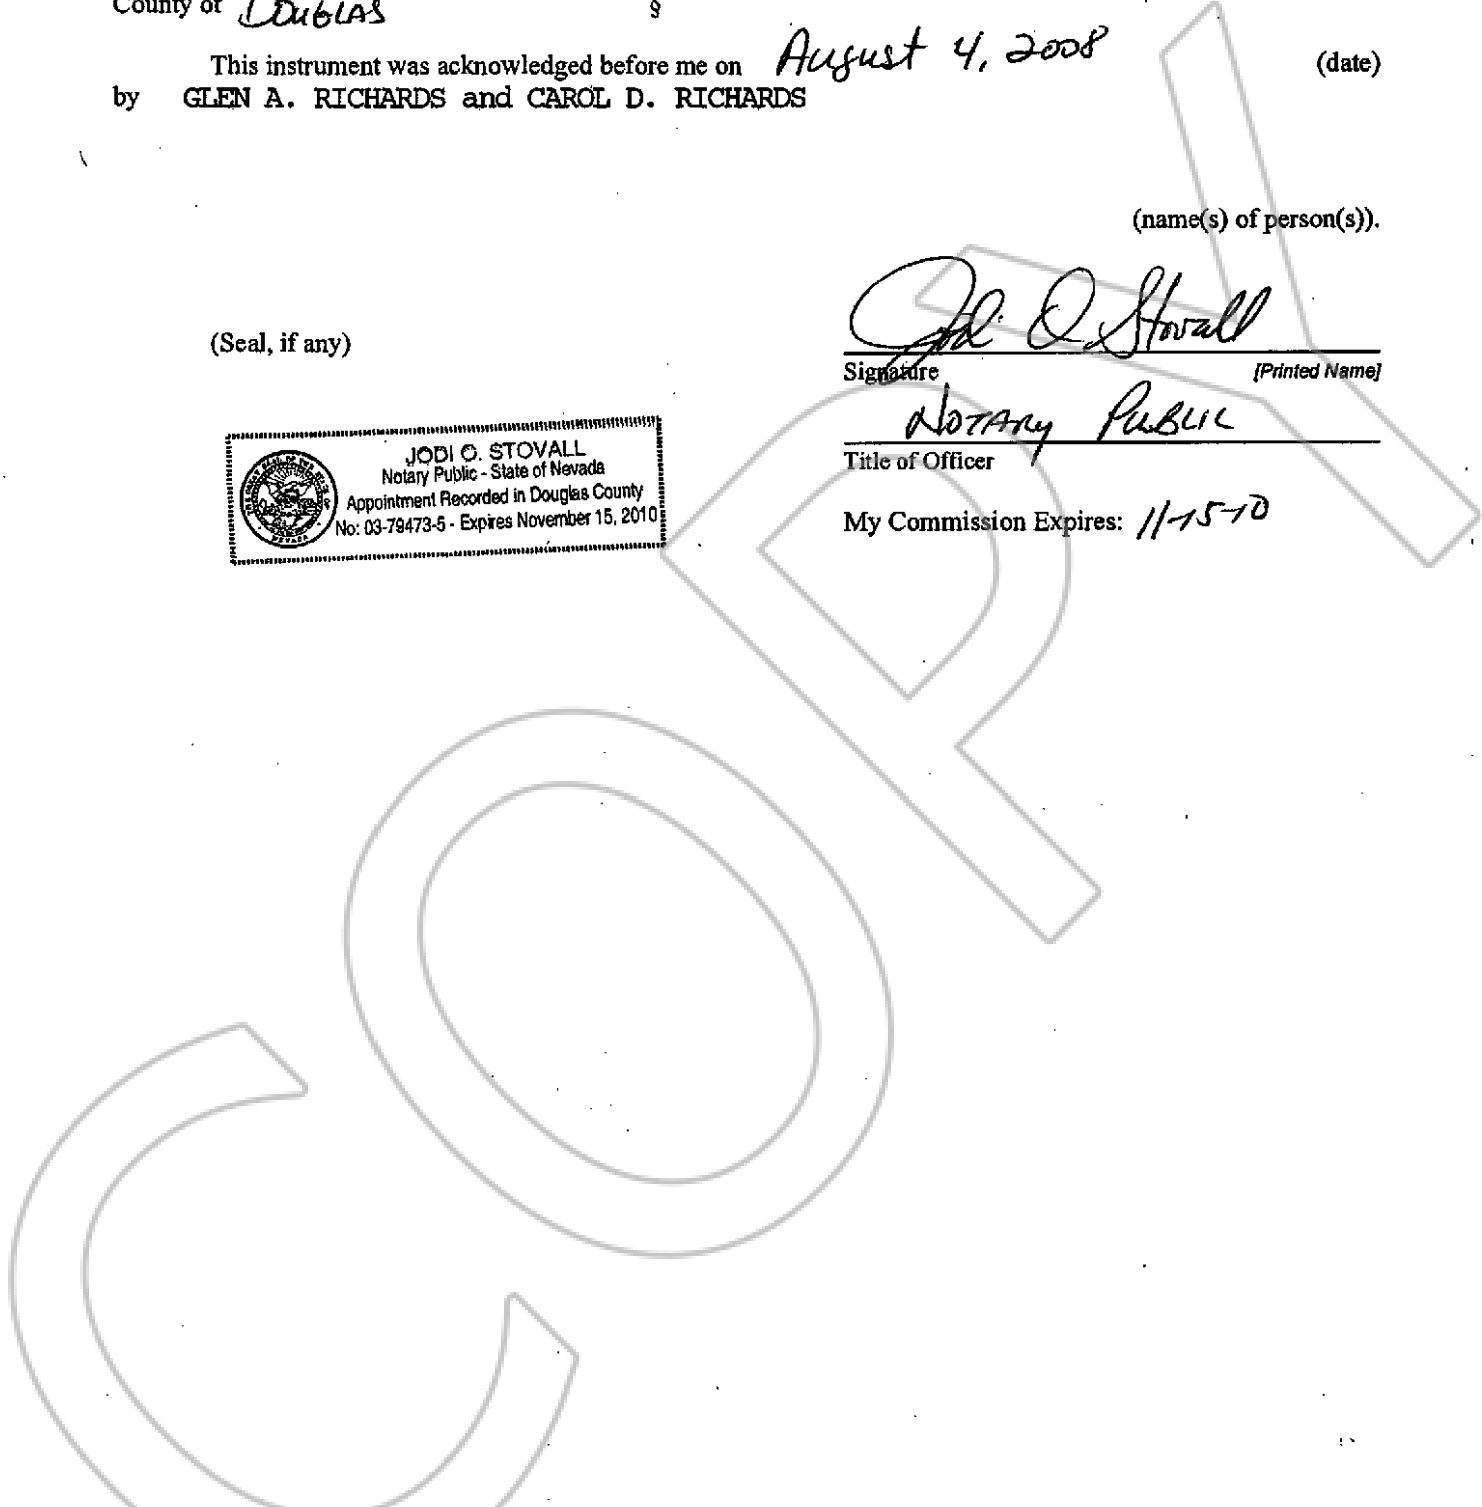 County of DOUGLAS §
This instrument was acknowledged before me on August 4, 2008 (date)
by GLEN A. RICHARDS and CAROL D. RICHARDS
(name(s) of person(s)).
Jodi O. Stovall
(Seal, if any)
Signature [Printed Name]
NOTARY PUBLIC
Title of Officer
JODI O. STOVALL
Notary Public - State of Nevada
Appointment Recorded in Douglas County
No: 03-79473-5 - Expires November 15, 2010
My Commission Expires: 11-15-10
COPY